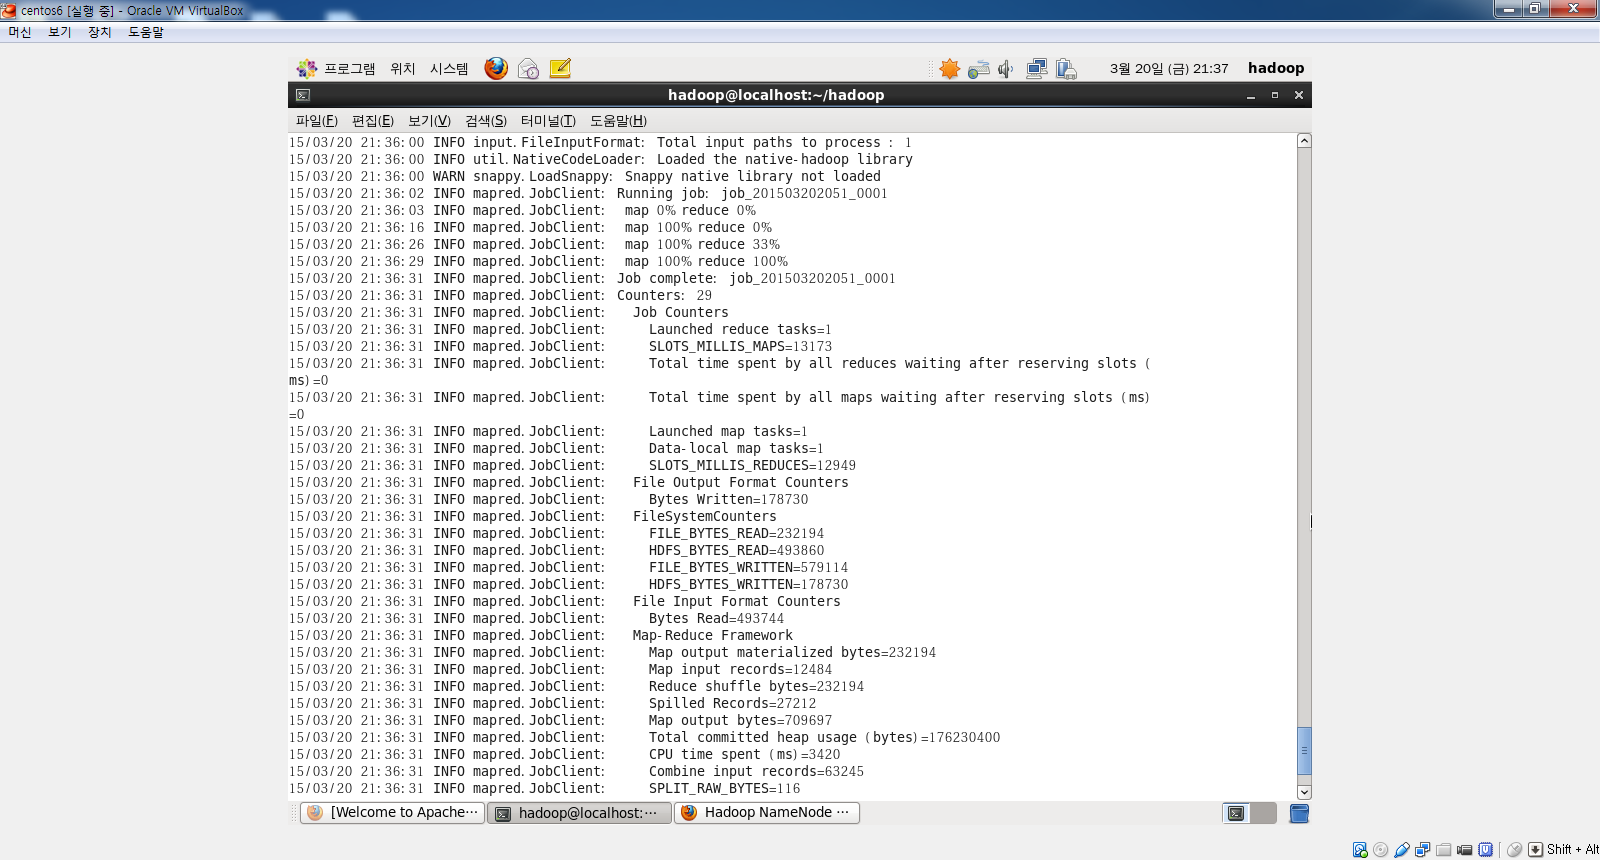 centos6 [실행 중] - Oracle VM VirtualBox
머신 보기 장치 도움말
프로그램 위치 시스템 3월 20일 (금) 21:37 hadoop
hadoop@localhost:~/hadoop
파일(F) 편집(E) 보기(V) 검색(S) 터미널(T) 도움말(H)
15/03/20 21:36:00 INFO input.FileInputFormat: Total input paths to process : 1
15/03/20 21:36:00 INFO util.NativeCodeLoader: Loaded the native-hadoop library
15/03/20 21:36:00 WARN snappy.LoadSnappy: Snappy native library not loaded
15/03/20 21:36:02 INFO mapred.JobClient: Running job: job_201503202051_0001
15/03/20 21:36:03 INFO mapred.JobClient:  map 0% reduce 0%
15/03/20 21:36:16 INFO mapred.JobClient:  map 100% reduce 0%
15/03/20 21:36:26 INFO mapred.JobClient:  map 100% reduce 33%
15/03/20 21:36:29 INFO mapred.JobClient:  map 100% reduce 100%
15/03/20 21:36:31 INFO mapred.JobClient: Job complete: job_201503202051_0001
15/03/20 21:36:31 INFO mapred.JobClient: Counters: 29
15/03/20 21:36:31 INFO mapred.JobClient:   Job Counters
15/03/20 21:36:31 INFO mapred.JobClient:     Launched reduce tasks=1
15/03/20 21:36:31 INFO mapred.JobClient:     SLOTS_MILLIS_MAPS=13173
15/03/20 21:36:31 INFO mapred.JobClient:     Total time spent by all reduces waiting after reserving slots (
ms)=0
15/03/20 21:36:31 INFO mapred.JobClient:     Total time spent by all maps waiting after reserving slots (ms)
=0
15/03/20 21:36:31 INFO mapred.JobClient:     Launched map tasks=1
15/03/20 21:36:31 INFO mapred.JobClient:     Data-local map tasks=1
15/03/20 21:36:31 INFO mapred.JobClient:     SLOTS_MILLIS_REDUCES=12949
15/03/20 21:36:31 INFO mapred.JobClient:   File Output Format Counters
15/03/20 21:36:31 INFO mapred.JobClient:     Bytes Written=178730
15/03/20 21:36:31 INFO mapred.JobClient:   FileSystemCounters
15/03/20 21:36:31 INFO mapred.JobClient:     FILE_BYTES_READ=232194
15/03/20 21:36:31 INFO mapred.JobClient:     HDFS_BYTES_READ=493860
15/03/20 21:36:31 INFO mapred.JobClient:     FILE_BYTES_WRITTEN=579114
15/03/20 21:36:31 INFO mapred.JobClient:     HDFS_BYTES_WRITTEN=178730
15/03/20 21:36:31 INFO mapred.JobClient:   File Input Format Counters
15/03/20 21:36:31 INFO mapred.JobClient:     Bytes Read=493744
15/03/20 21:36:31 INFO mapred.JobClient:   Map-Reduce Framework
15/03/20 21:36:31 INFO mapred.JobClient:     Map output materialized bytes=232194
15/03/20 21:36:31 INFO mapred.JobClient:     Map input records=12484
15/03/20 21:36:31 INFO mapred.JobClient:     Reduce shuffle bytes=232194
15/03/20 21:36:31 INFO mapred.JobClient:     Spilled Records=27212
15/03/20 21:36:31 INFO mapred.JobClient:     Map output bytes=709697
15/03/20 21:36:31 INFO mapred.JobClient:     Total committed heap usage (bytes)=176230400
15/03/20 21:36:31 INFO mapred.JobClient:     CPU time spent (ms)=3420
15/03/20 21:36:31 INFO mapred.JobClient:     Combine input records=63245
15/03/20 21:36:31 INFO mapred.JobClient:     SPLIT_RAW_BYTES=116
[Welcome to Apache… hadoop@localhost:… Hadoop NameNode …
Shift + Alt